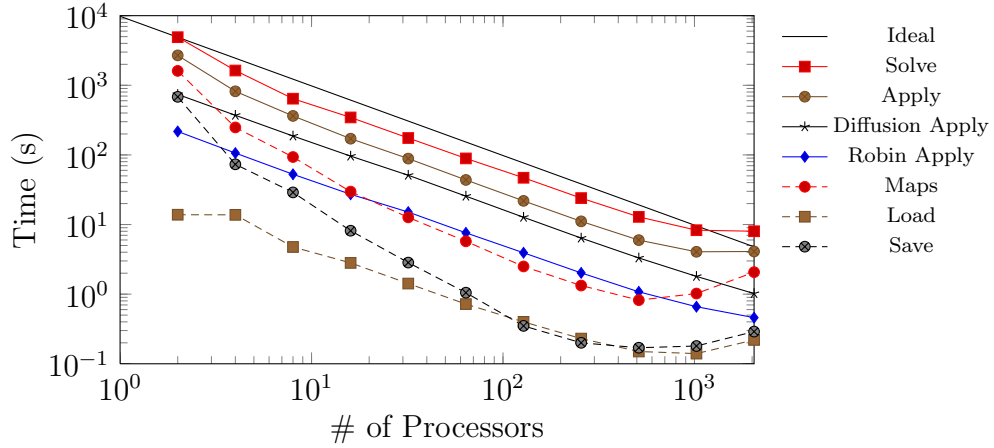 10^4
10^3
10^2
10^1
10^0
10^−1
Time (s)
10^0
10^1
10^2
10^3
# of Processors
Ideal
Solve
Apply
Diffusion Apply
Robin Apply
Maps
Load
Save